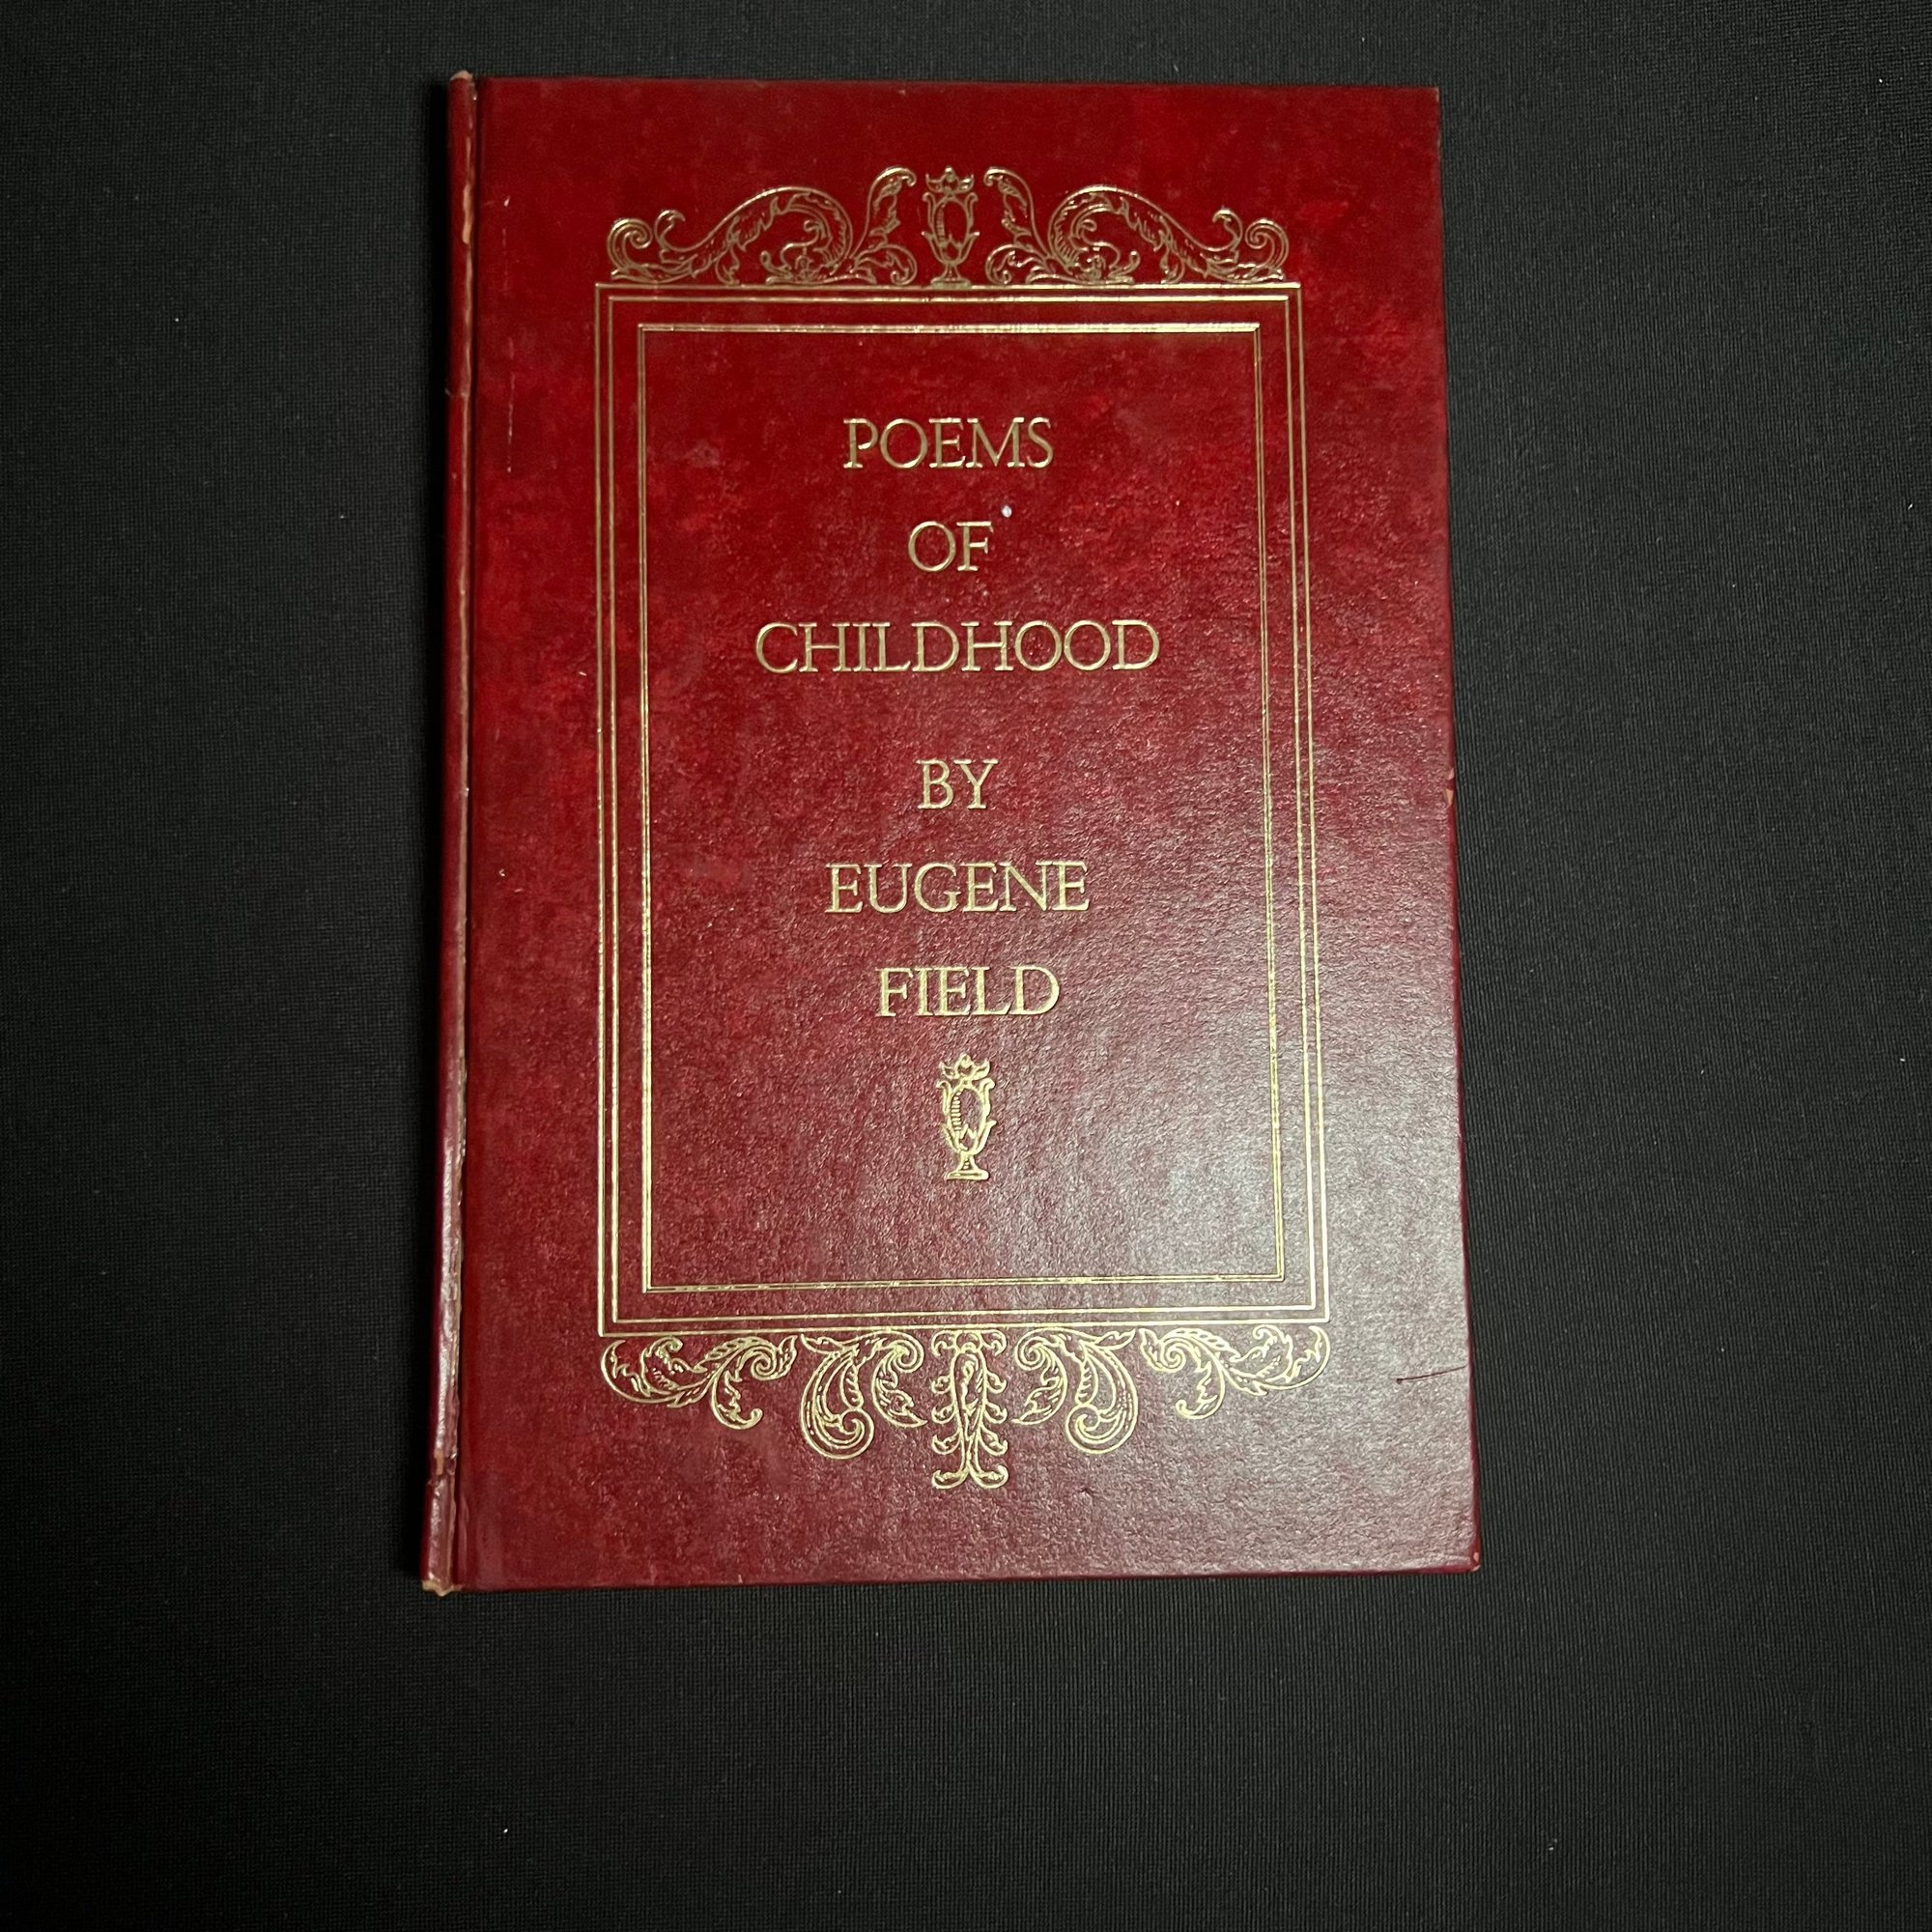 POEMS
OF
CHILDHOOD
BY
EUGENE
FIELD